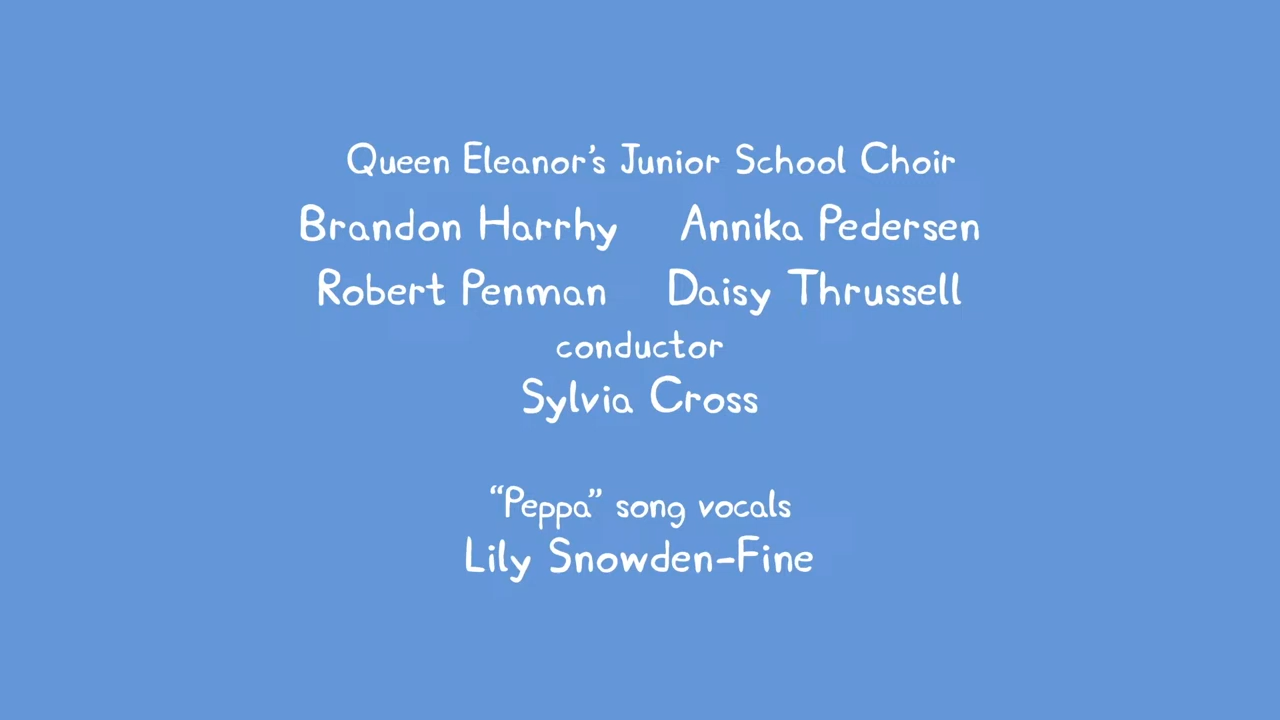 Queen Eleanor's Junior School Choir
Brandon Harrhy Annika Pedersen
Robert Penman Daisy Thrussell
conductor
Sylvia Cross
“Peppa” song vocals
Lily Snowden-Fine